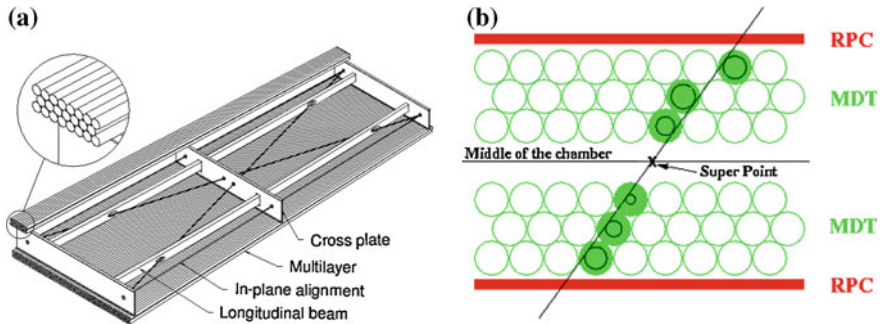 (a)
Cross plate
Multilayer
In-plane alignment
Longitudinal beam
(b)
RPC
MDT
Middle of the chamber
Super Point
MDT
RPC